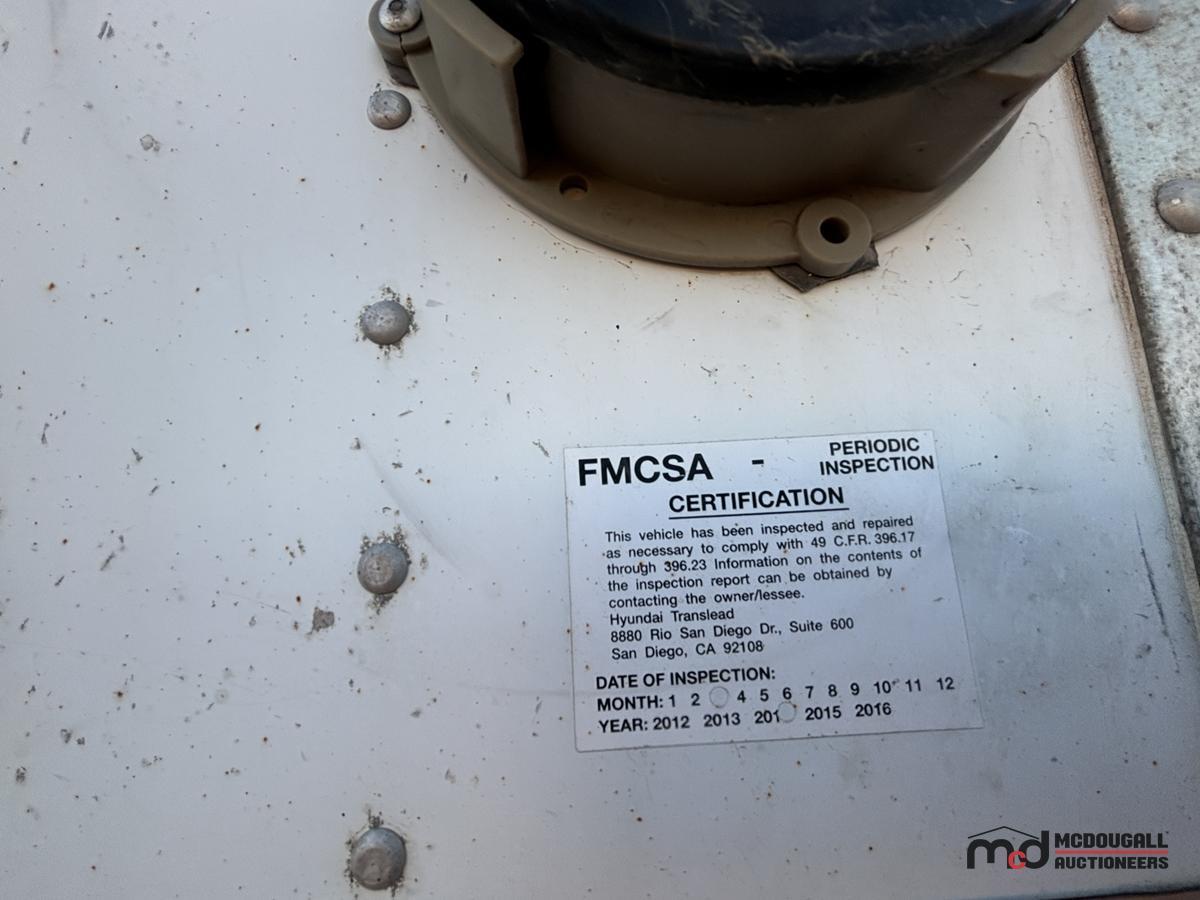 FMCSA - PERIODIC INSPECTION
CERTIFICATION
This vehicle has been inspected and repaired
as necessary to comply with 49 C.F.R. 396.17
through 396.23 Information on the contents of
the inspection report can be obtained by
contacting the owner/lessee.
Hyundai Translead
8880 Rio San Diego Dr., Suite 600
San Diego, CA 92108
DATE OF INSPECTION:
MONTH: 1 2 4 5 6 7 8 9 10 11 12
YEAR: 2012 2013 201 2015 2016
mcd MCDOUGALL
AUCTIONEERS